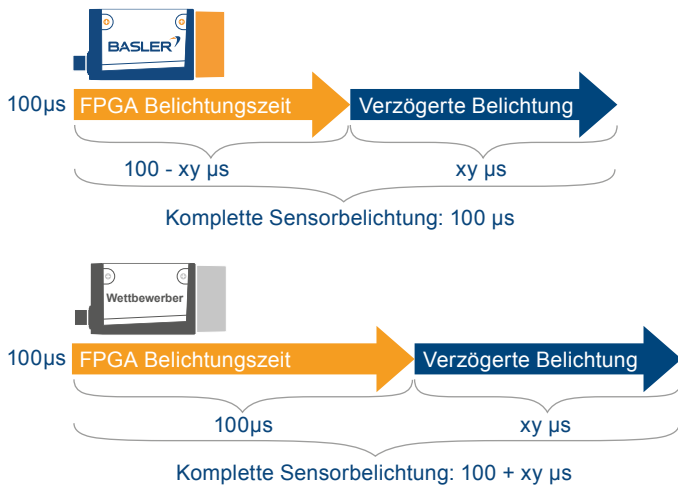 BASLER
100µs
FPGA Belichtungszeit
Verzögerte Belichtung
100 - xy µs
xy µs
Komplette Sensorbelichtung: 100 µs
Wettbewerber
100µs
FPGA Belichtungszeit
Verzögerte Belichtung
100µs
xy µs
Komplette Sensorbelichtung: 100 + xy µs